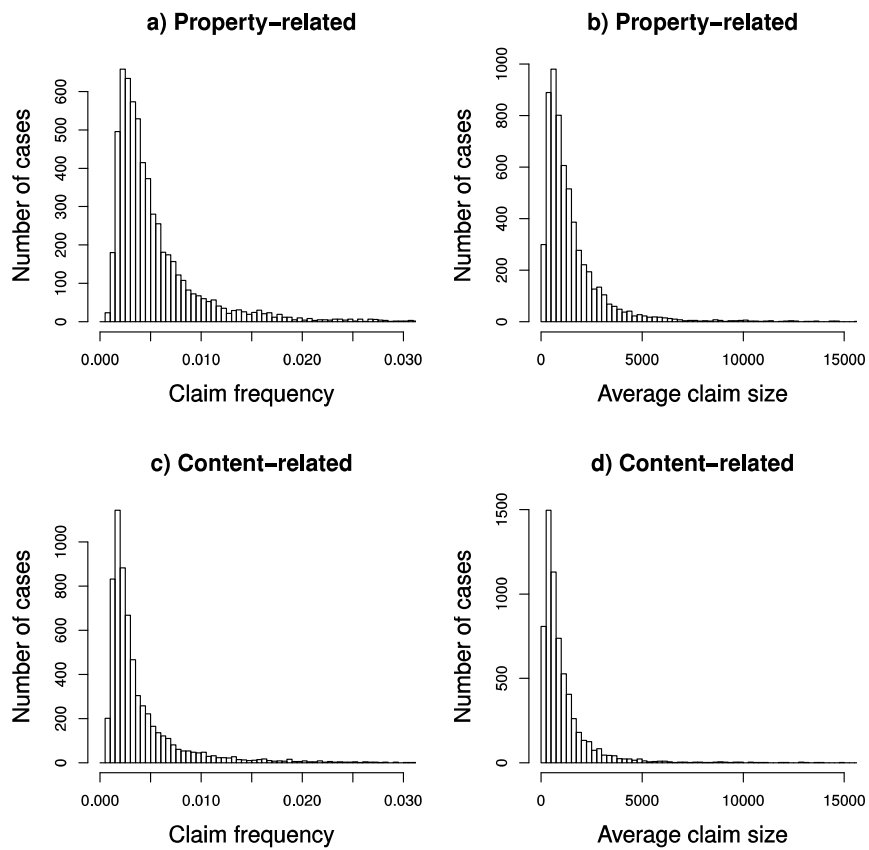 a) Property-related
Number of cases
0 100 200 300 400 500 600
0.000 0.010 0.020 0.030
Claim frequency
b) Property-related
Number of cases
0 200 400 600 800 1000
0 5000 10000 15000
Average claim size
c) Content-related
Number of cases
0 200 400 600 800 1000
0.000 0.010 0.020 0.030
Claim frequency
d) Content-related
Number of cases
0 500 1000 1500
0 5000 10000 15000
Average claim size